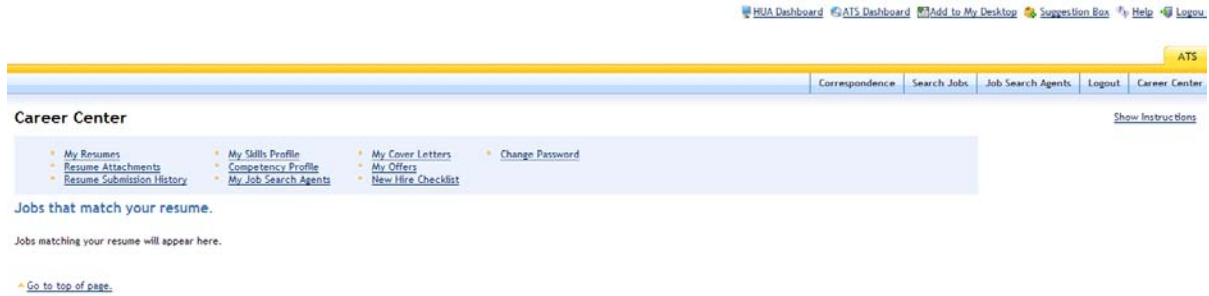 HUA Dashboard ATS Dashboard Add to My Desktop Suggestion Box Help Logou
ATS
Correspondence Search Jobs Job Search Agents Logout Career Center
Career Center Show Instructions
My Resumes My Skills Profile My Cover Letters Change Password
Resume Attachments Competency Profile My Offers
Resume Submission History My Job Search Agents New Hire Checklist
Jobs that match your resume.
Jobs matching your resume will appear here.
Go to top of page.